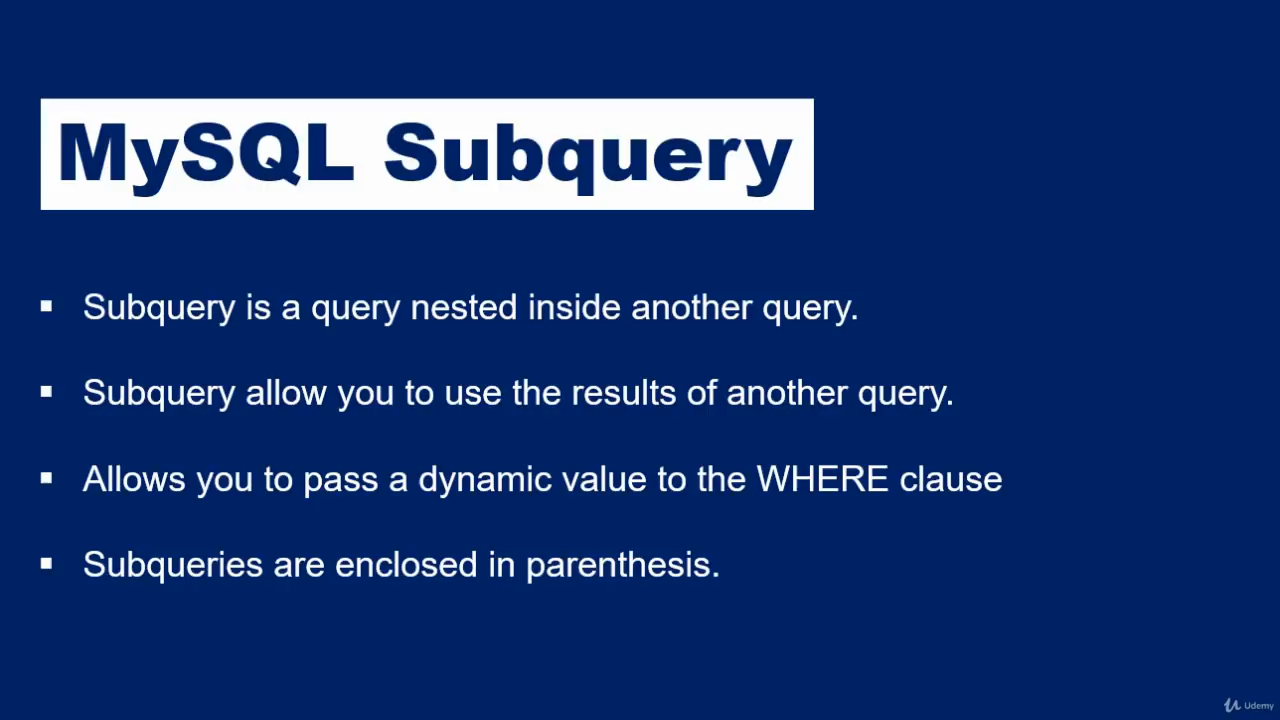 MySQL Subquery
▪ Subquery is a query nested inside another query.
▪ Subquery allow you to use the results of another query.
▪ Allows you to pass a dynamic value to the WHERE clause
▪ Subqueries are enclosed in parenthesis.
Udemy